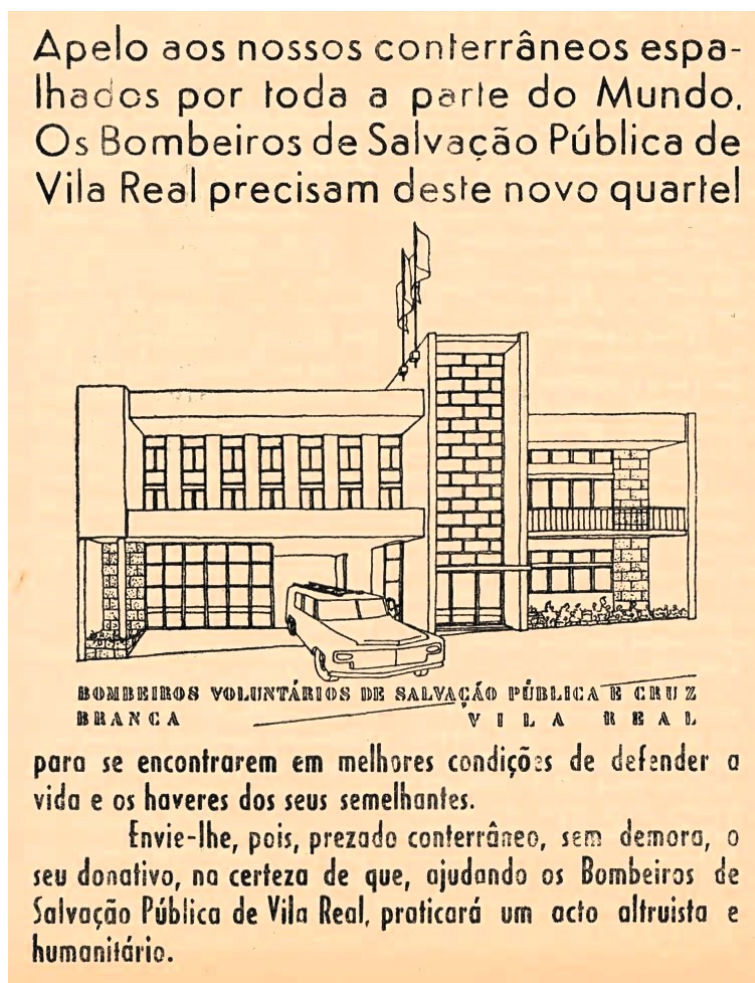 Apelo aos nossos conterrâneos espa-
lhados por toda a parte do Mundo.
Os Bombeiros de Salvação Pública de
Vila Real precisam deste novo quartel
BOMBEIROS VOLUNTÁRIOS DE SALVAÇÃO PÚBLICA E CRUZ
BRANCA VILA REAL
para se encontrarem em melhores condições de defender a
vida e os haveres dos seus semelhantes.
Envie-lhe, pois, prezado conterrâneo, sem demora, o
seu donativo, na certeza de que, ajudando os Bombeiros de
Salvação Pública de Vila Real, praticará um acto altruista e
humanitário.